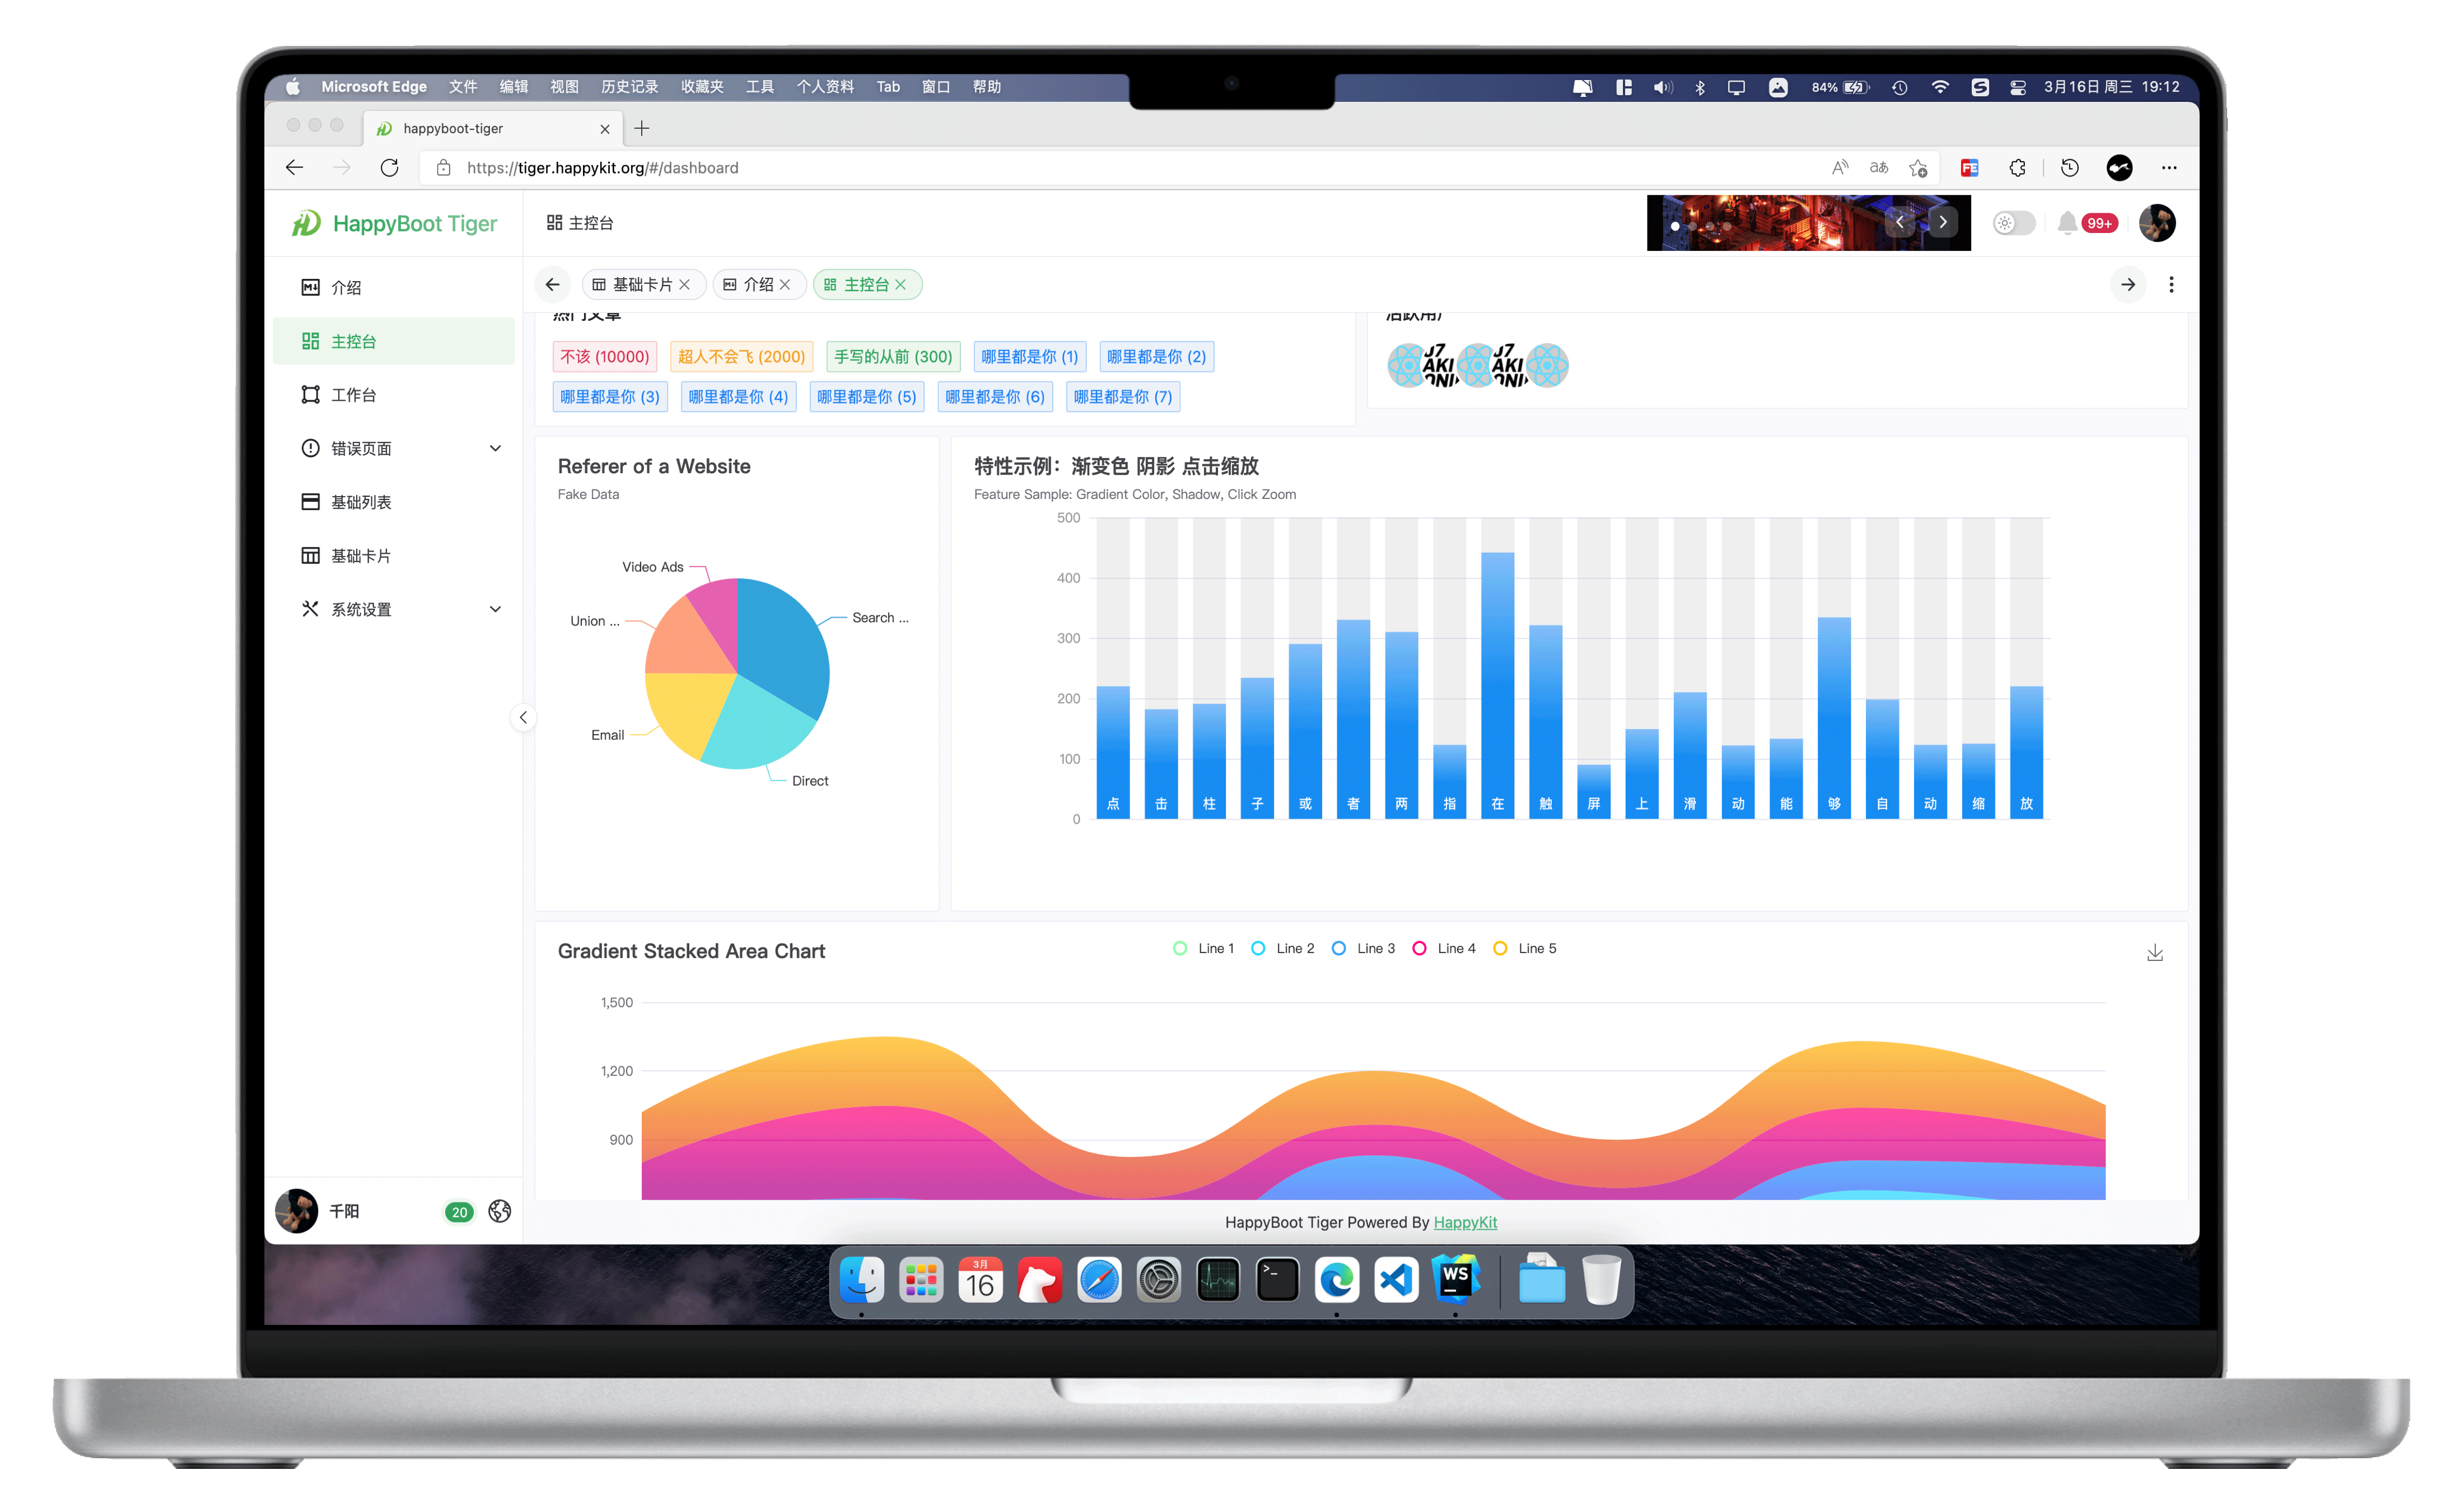 Microsoft Edge 文件 编辑 视图 历史记录 收藏夹 工具 个人资料 Tab 窗口 帮助 84% 3月16日 周三 19:12
happyboot-tiger
https://tiger.happykit.org/#/dashboard
HappyBoot Tiger 主控台 99+
基础卡片 介绍 主控台
介绍
主控台
工作台
错误页面
基础列表
基础卡片
系统设置
千阳 20
热门文章
不该 (10000) 超人不会飞 (2000) 手写的从前 (300) 哪里都是你 (1) 哪里都是你 (2)
哪里都是你 (3) 哪里都是你 (4) 哪里都是你 (5) 哪里都是你 (6) 哪里都是你 (7)
活跃用户
Referer of a Website
Fake Data
Video Ads
Search ...
Union ...
Email
Direct
特性示例：渐变色 阴影 点击缩放
Feature Sample: Gradient Color, Shadow, Click Zoom
500
400
300
200
100
0
点 击 柱 子 或 者 两 指 在 触 屏 上 滑 动 能 够 自 动 缩 放
Gradient Stacked Area Chart
Line 1 Line 2 Line 3 Line 4 Line 5
1,500
1,200
900
HappyBoot Tiger Powered By HappyKit
3月
16
WS